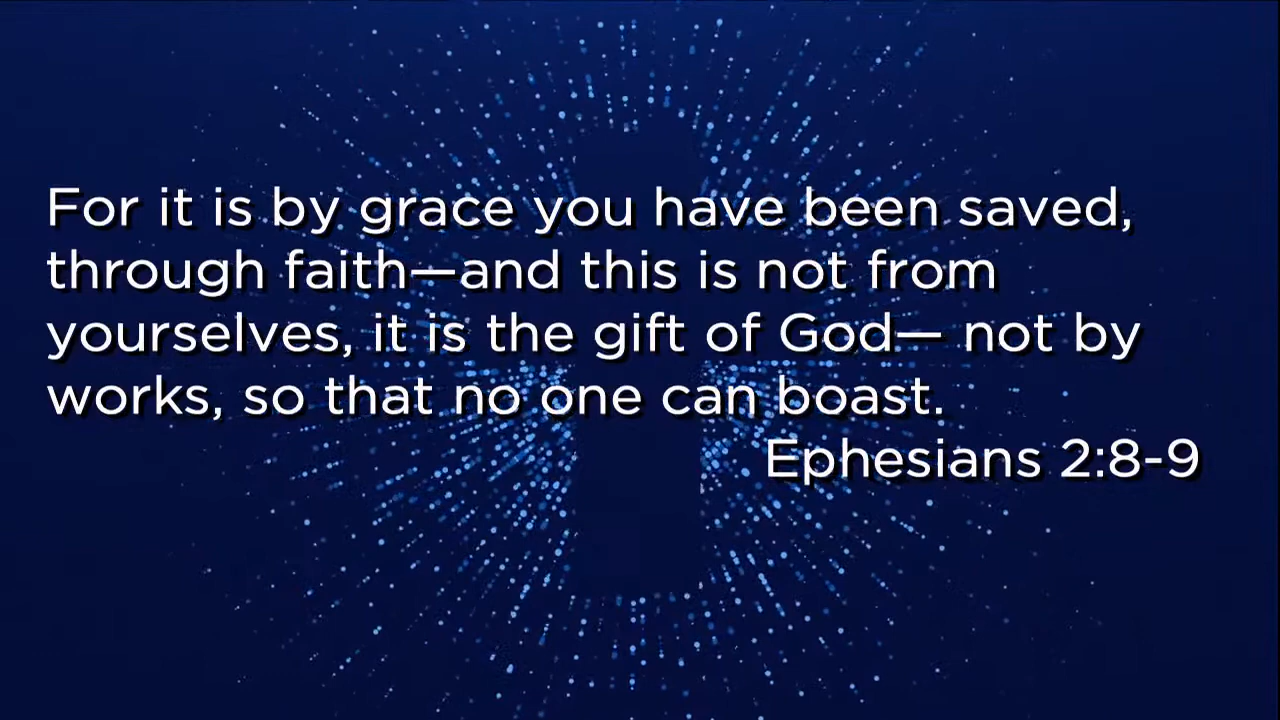 For it is by grace you have been saved,
through faith—and this is not from
yourselves, it is the gift of God— not by
works, so that no one can boast.
Ephesians 2:8-9